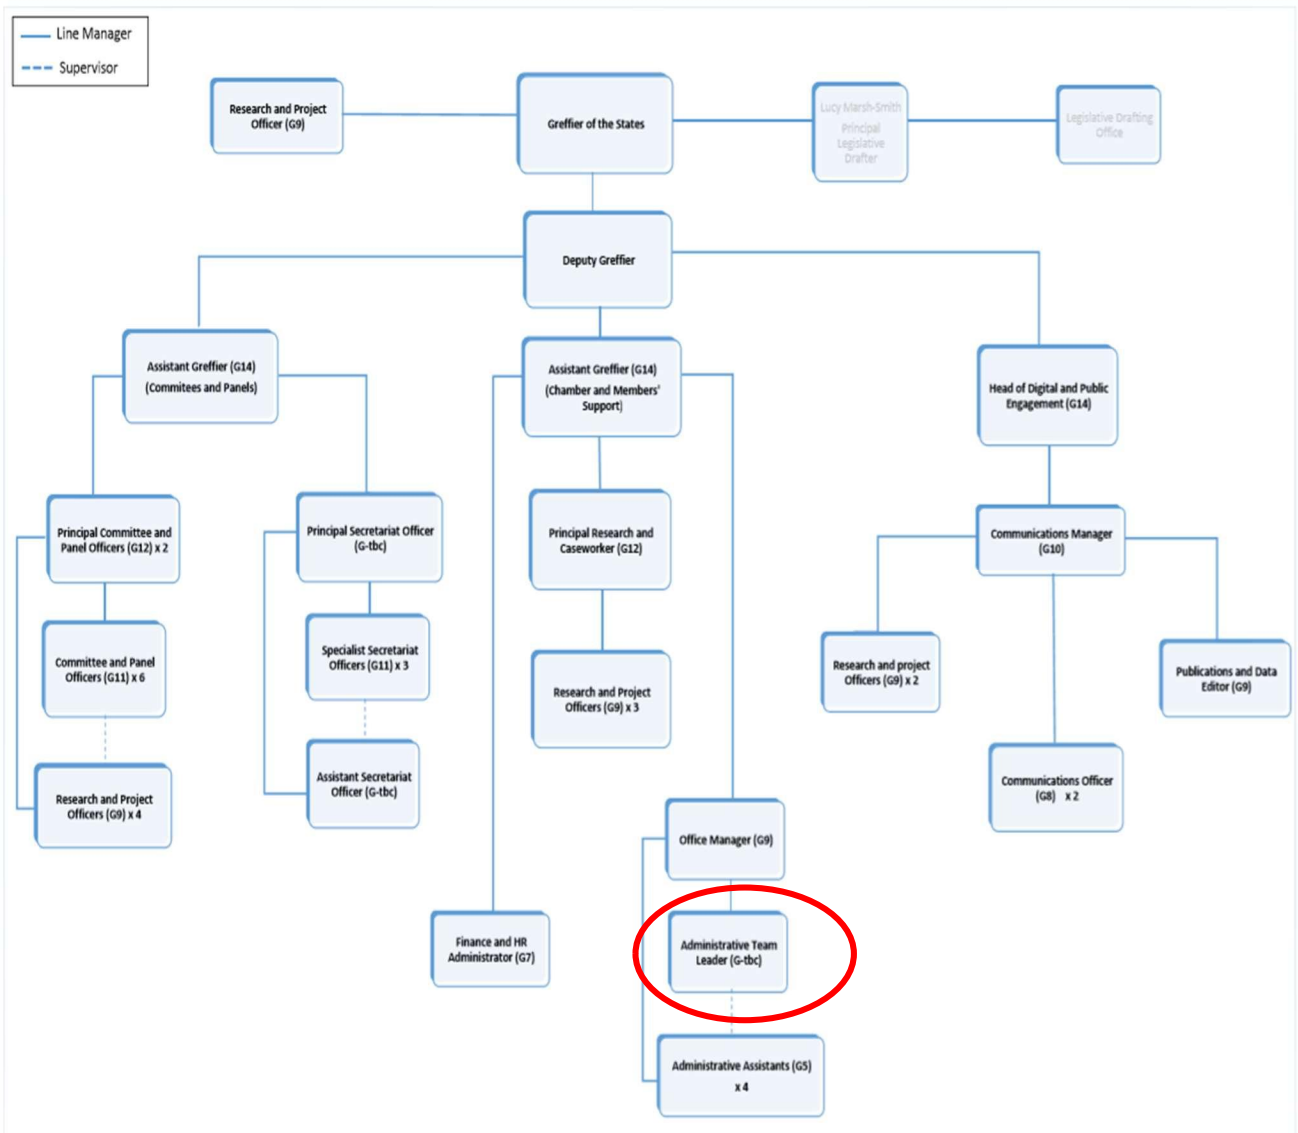 Line Manager
Supervisor
Research and Project
Officer (G9)
Greffier of the States
Lucy Marsh-Smith
Principal
Legislative
Drafter
Legislative Drafting
Office
Deputy Greffier
Assistant Greffier (G14)
(Commitees and Panels)
Assistant Greffier (G14)
(Chamber and Members'
Support)
Head of Digital and Public
Engagement (G14)
Principal Committee and
Panel Officers (G12) x 2
Principal Secretariat Officer
(G-tbc)
Principal Research and
Caseworker (G12)
Communications Manager
(G10)
Committee and Panel
Officers (G11) x 6
Specialist Secretariat
Officers (G11) x 3
Research and Project
Officers (G9) x 3
Research and project
Officers (G9) x 2
Publications and Data
Editor (G9)
Research and Project
Officers (G9) x 4
Assistant Secretariat
Officer (G-tbc)
Communications Officer
(G8) x 2
Office Manager (G9)
Finance and HR
Administrator (G7)
Administrative Team
Leader (G-tbc)
Administrative Assistants (G5)
x 4